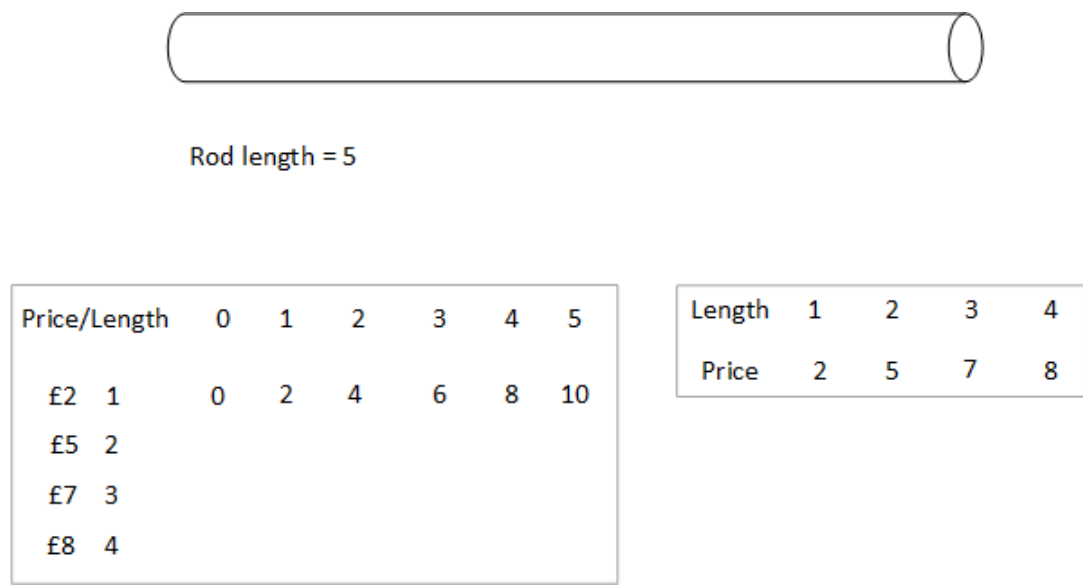 Rod length = 5
Price/Length 0 1 2 3 4 5
£2 1 0 2 4 6 8 10
£5 2
£7 3
£8 4
Length 1 2 3 4
Price 2 5 7 8